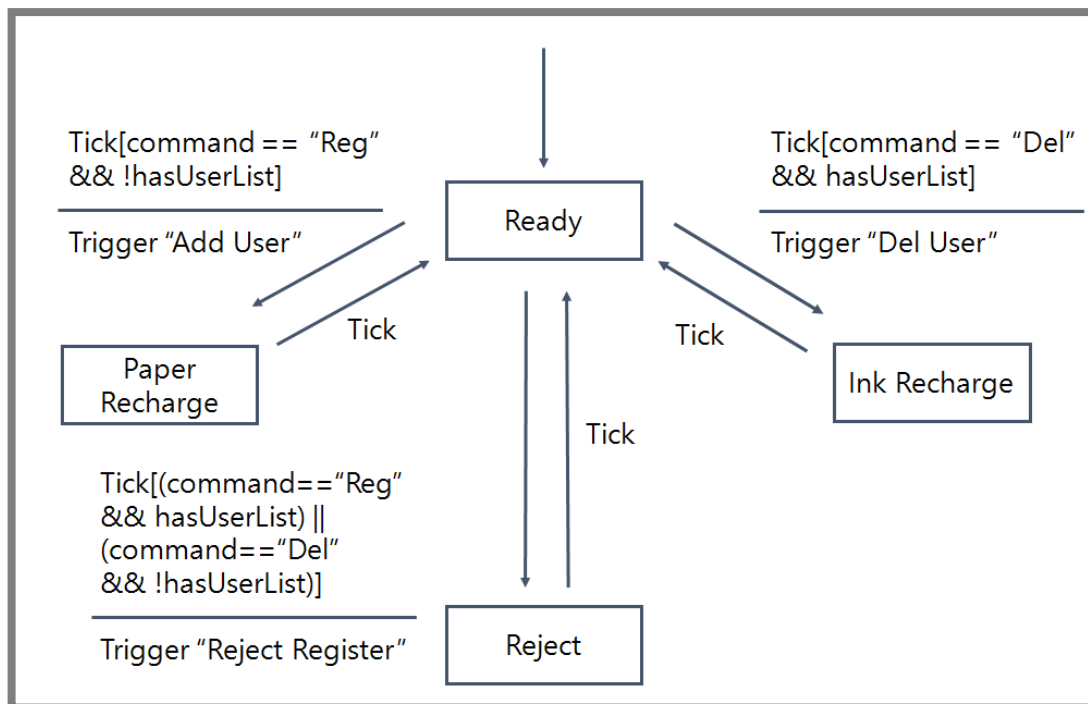 Tick[command == “Reg”
&& !hasUserList]
Trigger “Add User”
Tick[command == “Del”
&& hasUserList]
Trigger “Del User”
Ready
Tick
Tick
Paper
Recharge
Ink Recharge
Tick
Tick[(command==“Reg”
&& hasUserList) ||
(command==“Del”
&& !hasUserList)]
Trigger “Reject Register”
Reject